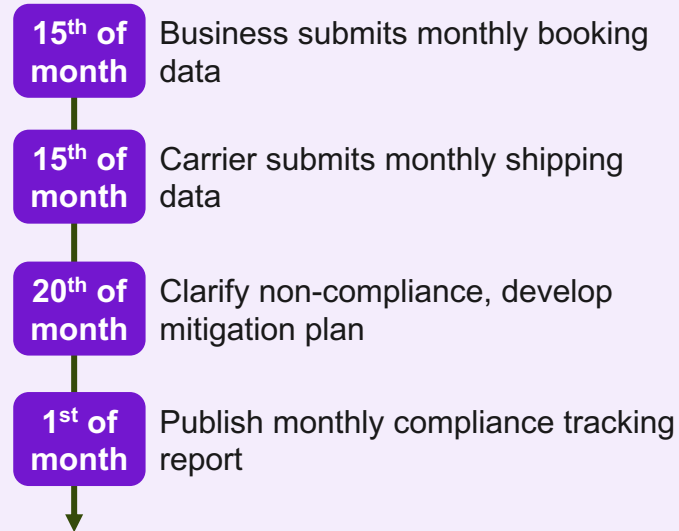 15th of month
Business submits monthly booking data
15th of month
Carrier submits monthly shipping data
20th of month
Clarify non-compliance, develop mitigation plan
1st of month
Publish monthly compliance tracking report